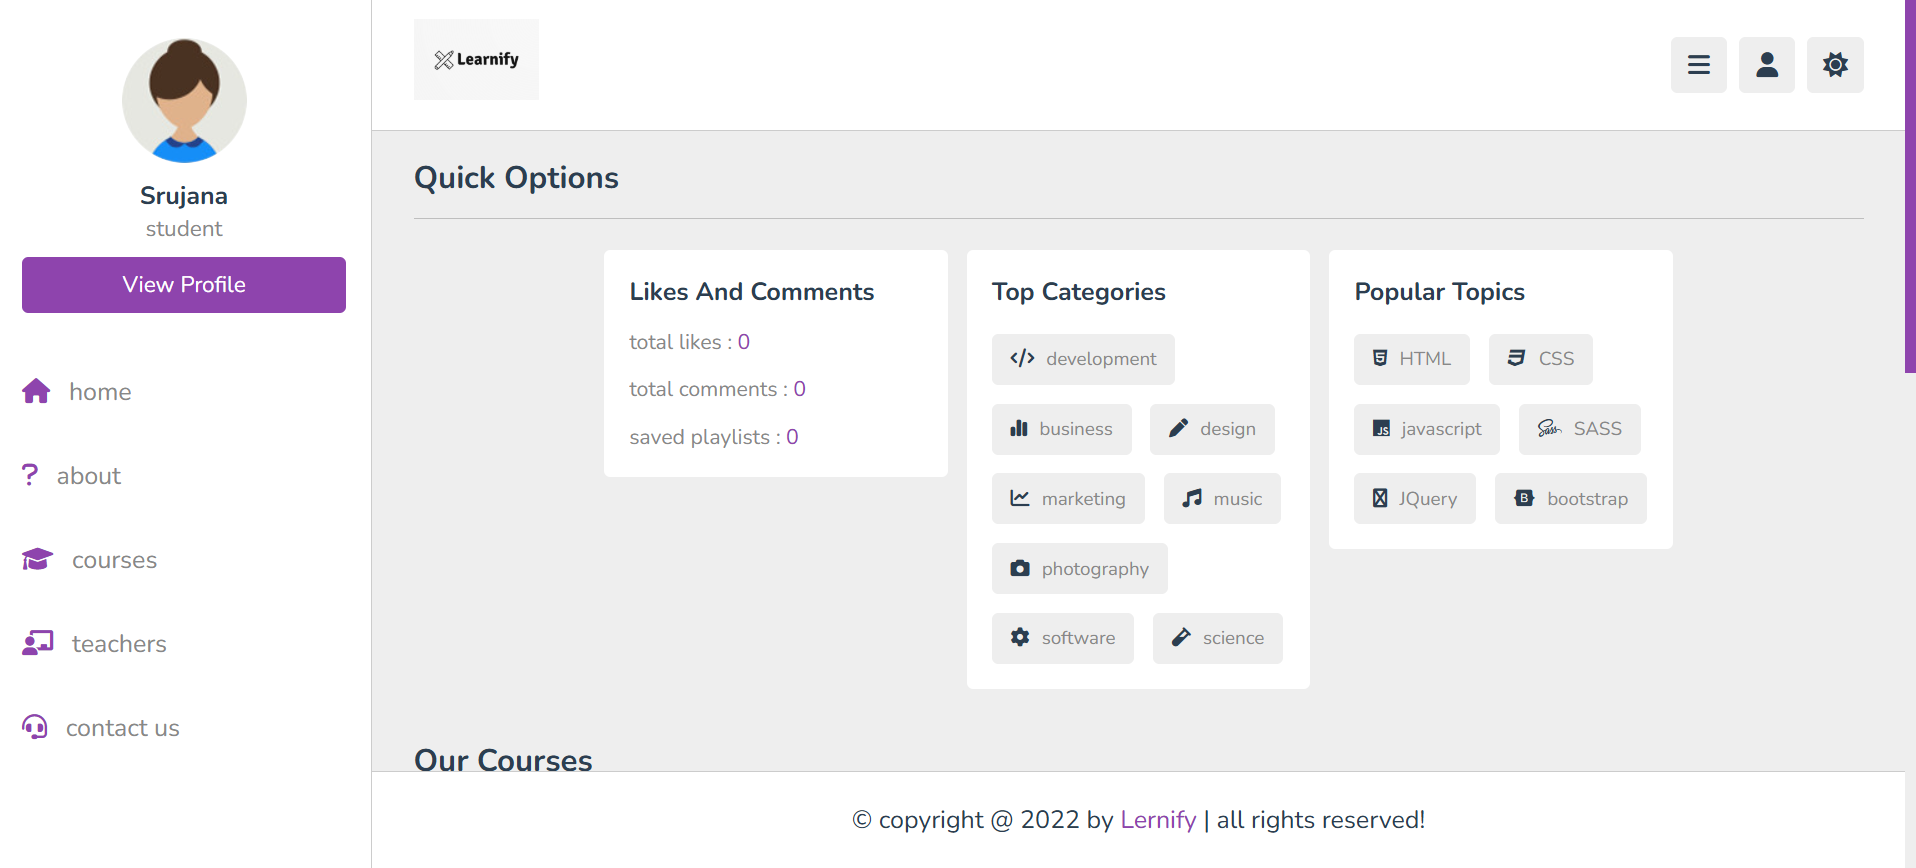 Srujana
student
View Profile
home
about
courses
teachers
contact us
Learnify
Quick Options
Likes And Comments
total likes : 0
total comments : 0
saved playlists : 0
Top Categories
development
business design
marketing music
photography
software science
Popular Topics
HTML CSS
JS javascript Sass SASS
JQuery B bootstrap
Our Courses
© copyright @ 2022 by Lernify | all rights reserved!